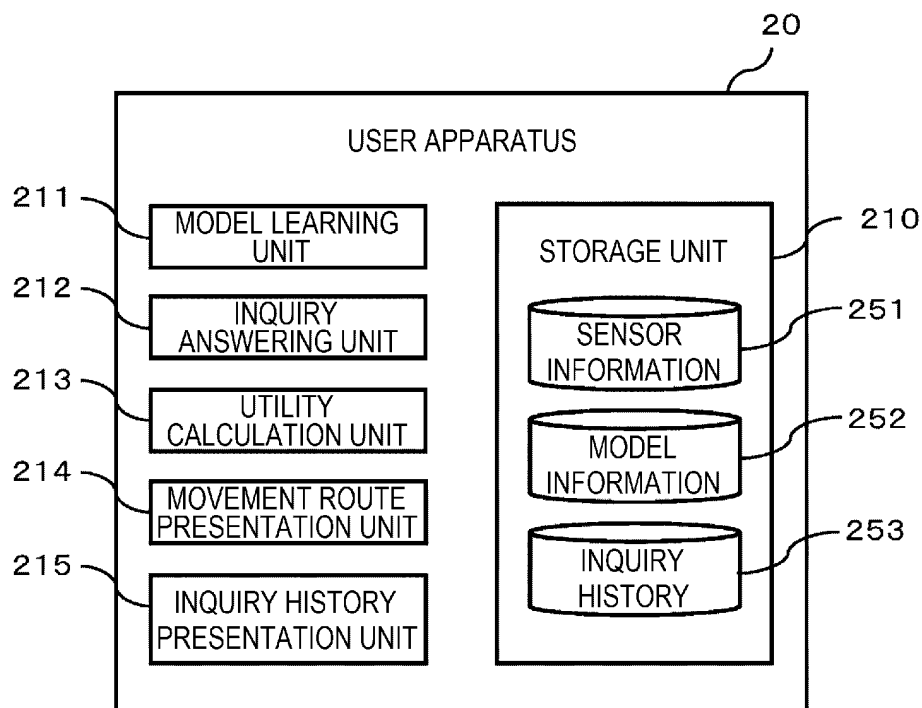 20
USER APPARATUS
211
MODEL LEARNING
UNIT
212
INQUIRY
ANSWERING UNIT
213
UTILITY
CALCULATION UNIT
214
MOVEMENT ROUTE
PRESENTATION UNIT
215
INQUIRY HISTORY
PRESENTATION UNIT
210
STORAGE UNIT
251
SENSOR
INFORMATION
252
MODEL
INFORMATION
253
INQUIRY
HISTORY